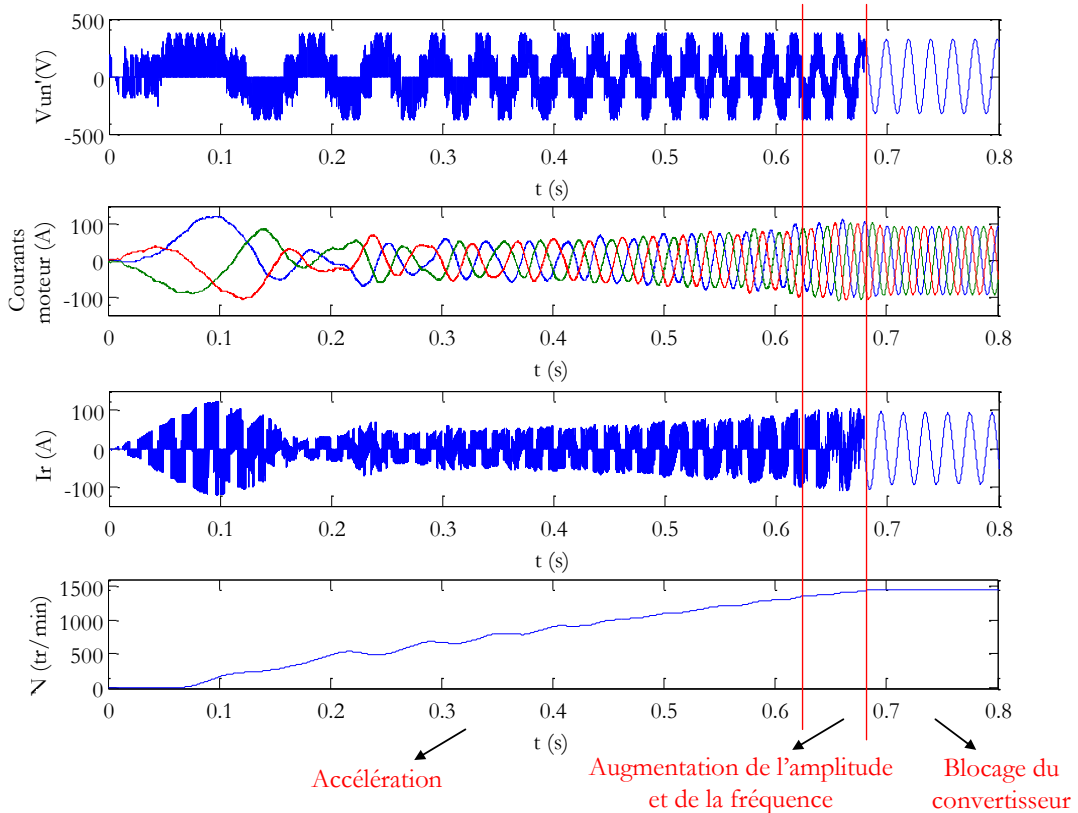 500
0
-500
Vun'(V)
0 0.1 0.2 0.3 0.4 0.5 0.6 0.7 0.8
t (s)
100
0
-100
Courants
moteur (A)
0 0.1 0.2 0.3 0.4 0.5 0.6 0.7 0.8
t (s)
100
0
-100
Ir (A)
0 0.1 0.2 0.3 0.4 0.5 0.6 0.7 0.8
t (s)
1500
1000
500
0
N (tr/min)
0 0.1 0.2 0.3 0.4 0.5 0.6 0.7 0.8
t (s)
Accélération
Augmentation de l'amplitude
et de la fréquence
Blocage du
convertisseur